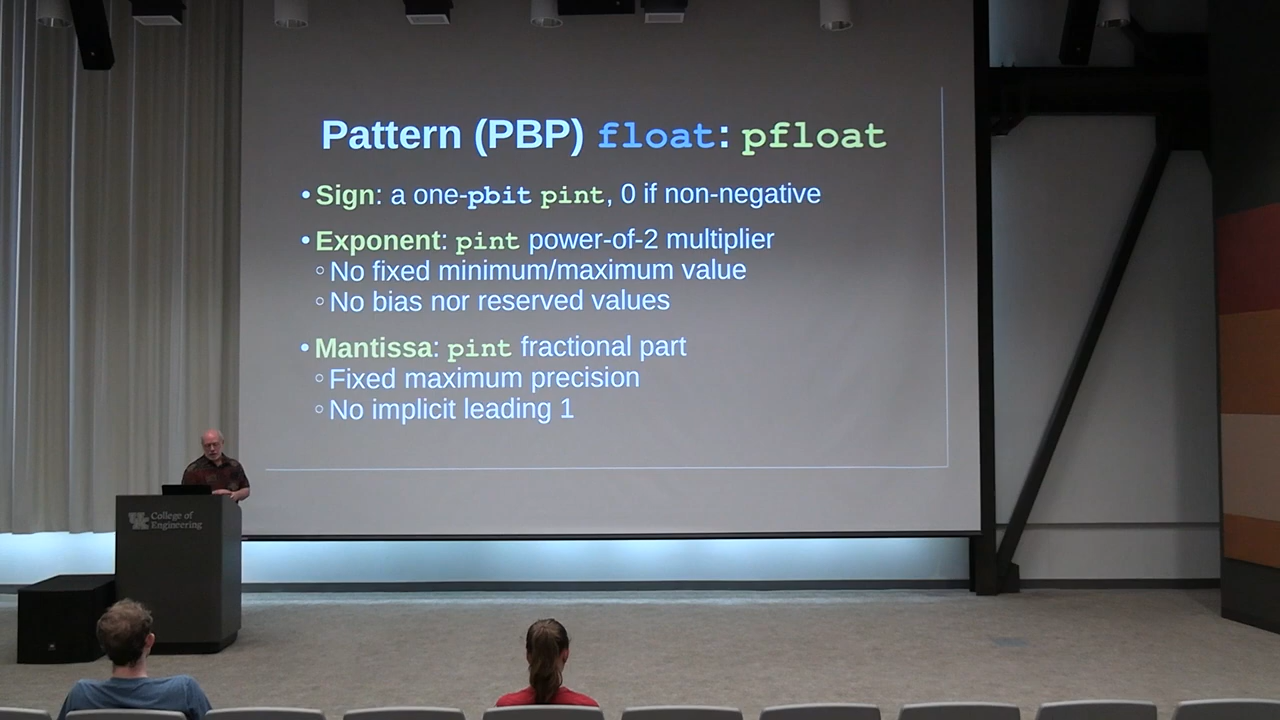 Pattern (PBP) float: pfloat
•Sign: a one-pbit pint, 0 if non-negative
•Exponent: pint power-of-2 multiplier
◦No fixed minimum/maximum value
◦No bias nor reserved values
•Mantissa: pint fractional part
◦Fixed maximum precision
◦No implicit leading 1
UK College of
Engineering